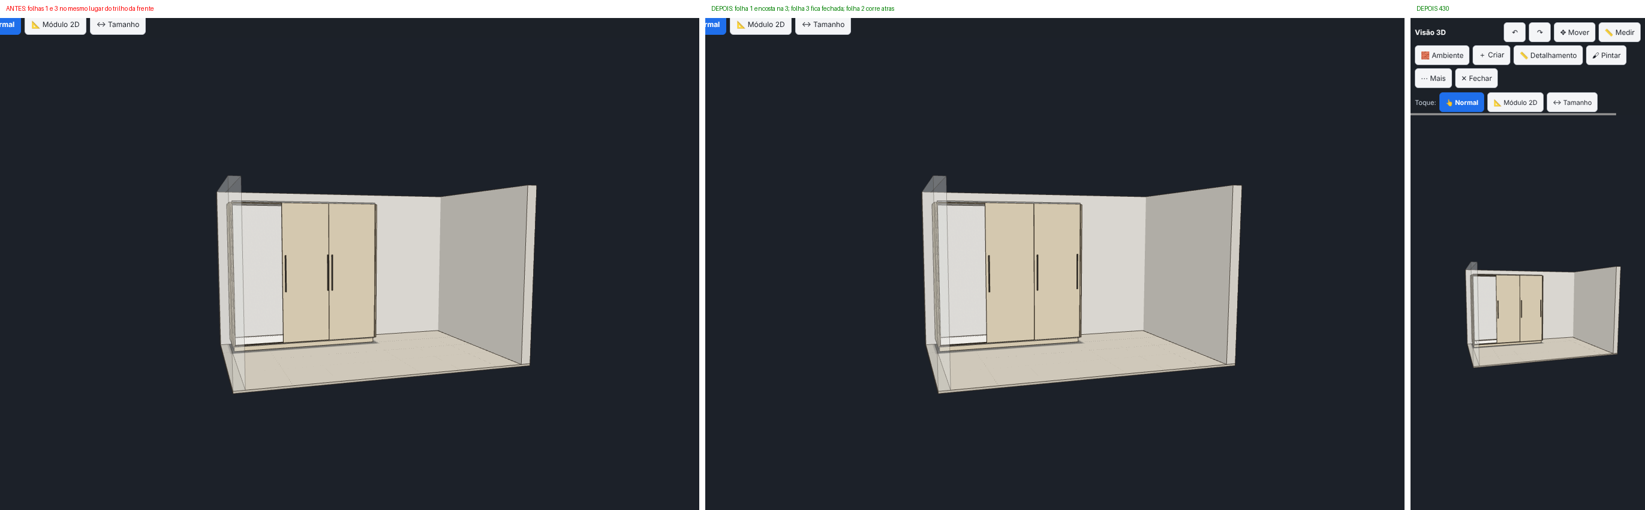 ANTES: folhas 1 e 3 no mesmo lugar do trilho da frente
rmal 📐 Módulo 2D ↔ Tamanho
DEPOIS: folha 1 encosta na 3; folha 3 fica fechada; folha 2 corre atras
rmal 📐 Módulo 2D ↔ Tamanho
DEPOIS 430
Visão 3D ↶ ↷ ✥ Mover 📏 Medir
🧱 Ambiente + Criar 📏 Detalhamento 🖌 Pintar
⋯ Mais ✕ Fechar
Toque: 👆 Normal 📐 Módulo 2D ↔ Tamanho